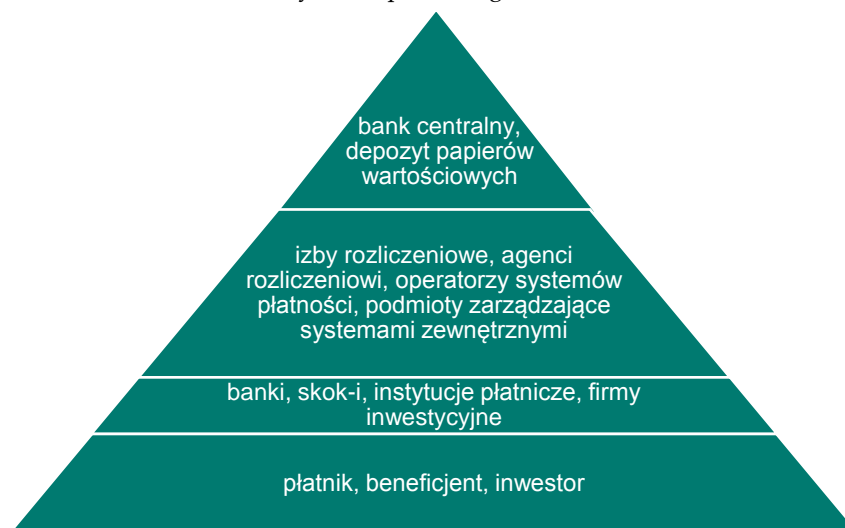 bank centralny,
depozyt papierów
wartościowych
izby rozliczeniowe, agenci
rozliczeniowi, operatorzy systemów
płatności, podmioty zarządzające
systemami zewnętrznymi
banki, skok-i, instytucje płatnicze, firmy
inwestycyjne
płatnik, beneficjent, inwestor